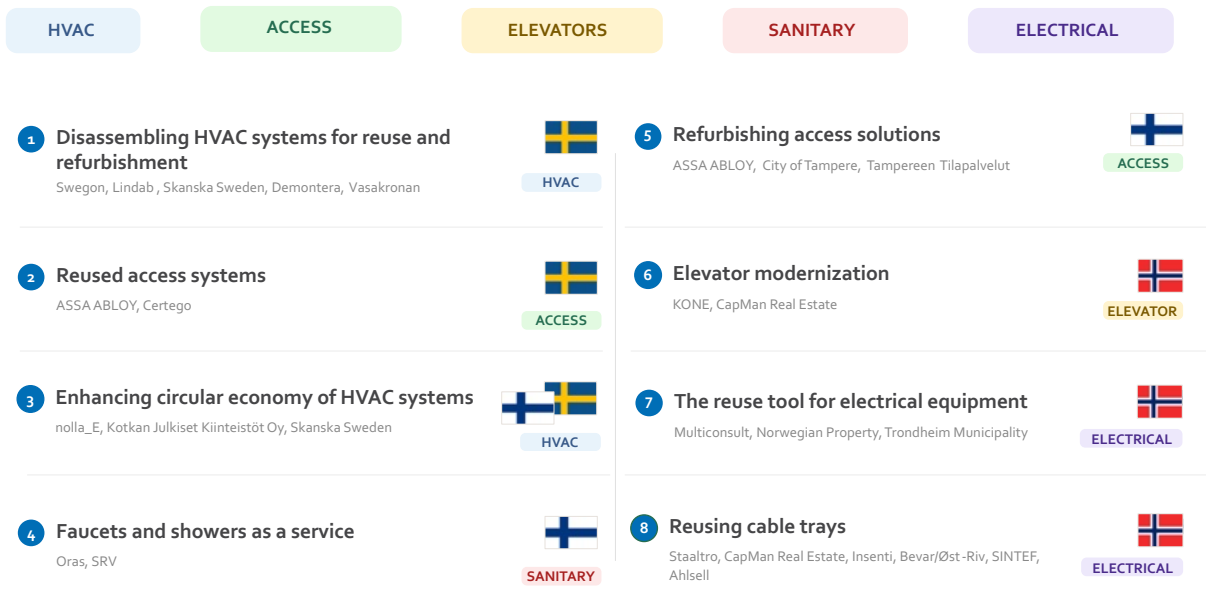 HVAC
ACCESS
ELEVATORS
SANITARY
ELECTRICAL
1
Disassembling HVAC systems for reuse and
refurbishment
Swegon, Lindab , Skanska Sweden, Demontera, Vasakronan
HVAC
2
Reused access systems
ASSA ABLOY, Certego
ACCESS
3
Enhancing circular economy of HVAC systems
nolla_E, Kotkan Julkiset Kiinteistöt Oy, Skanska Sweden
HVAC
4
Faucets and showers as a service
Oras, SRV
SANITARY
5
Refurbishing access solutions
ASSA ABLOY, City of Tampere, Tampereen Tilapalvelut
ACCESS
6
Elevator modernization
KONE, CapMan Real Estate
ELEVATOR
7
The reuse tool for electrical equipment
Multiconsult, Norwegian Property, Trondheim Municipality
ELECTRICAL
8
Reusing cable trays
Staaltro, CapMan Real Estate, Insenti, Bevar/Øst-Riv, SINTEF,
Ahlsell
ELECTRICAL